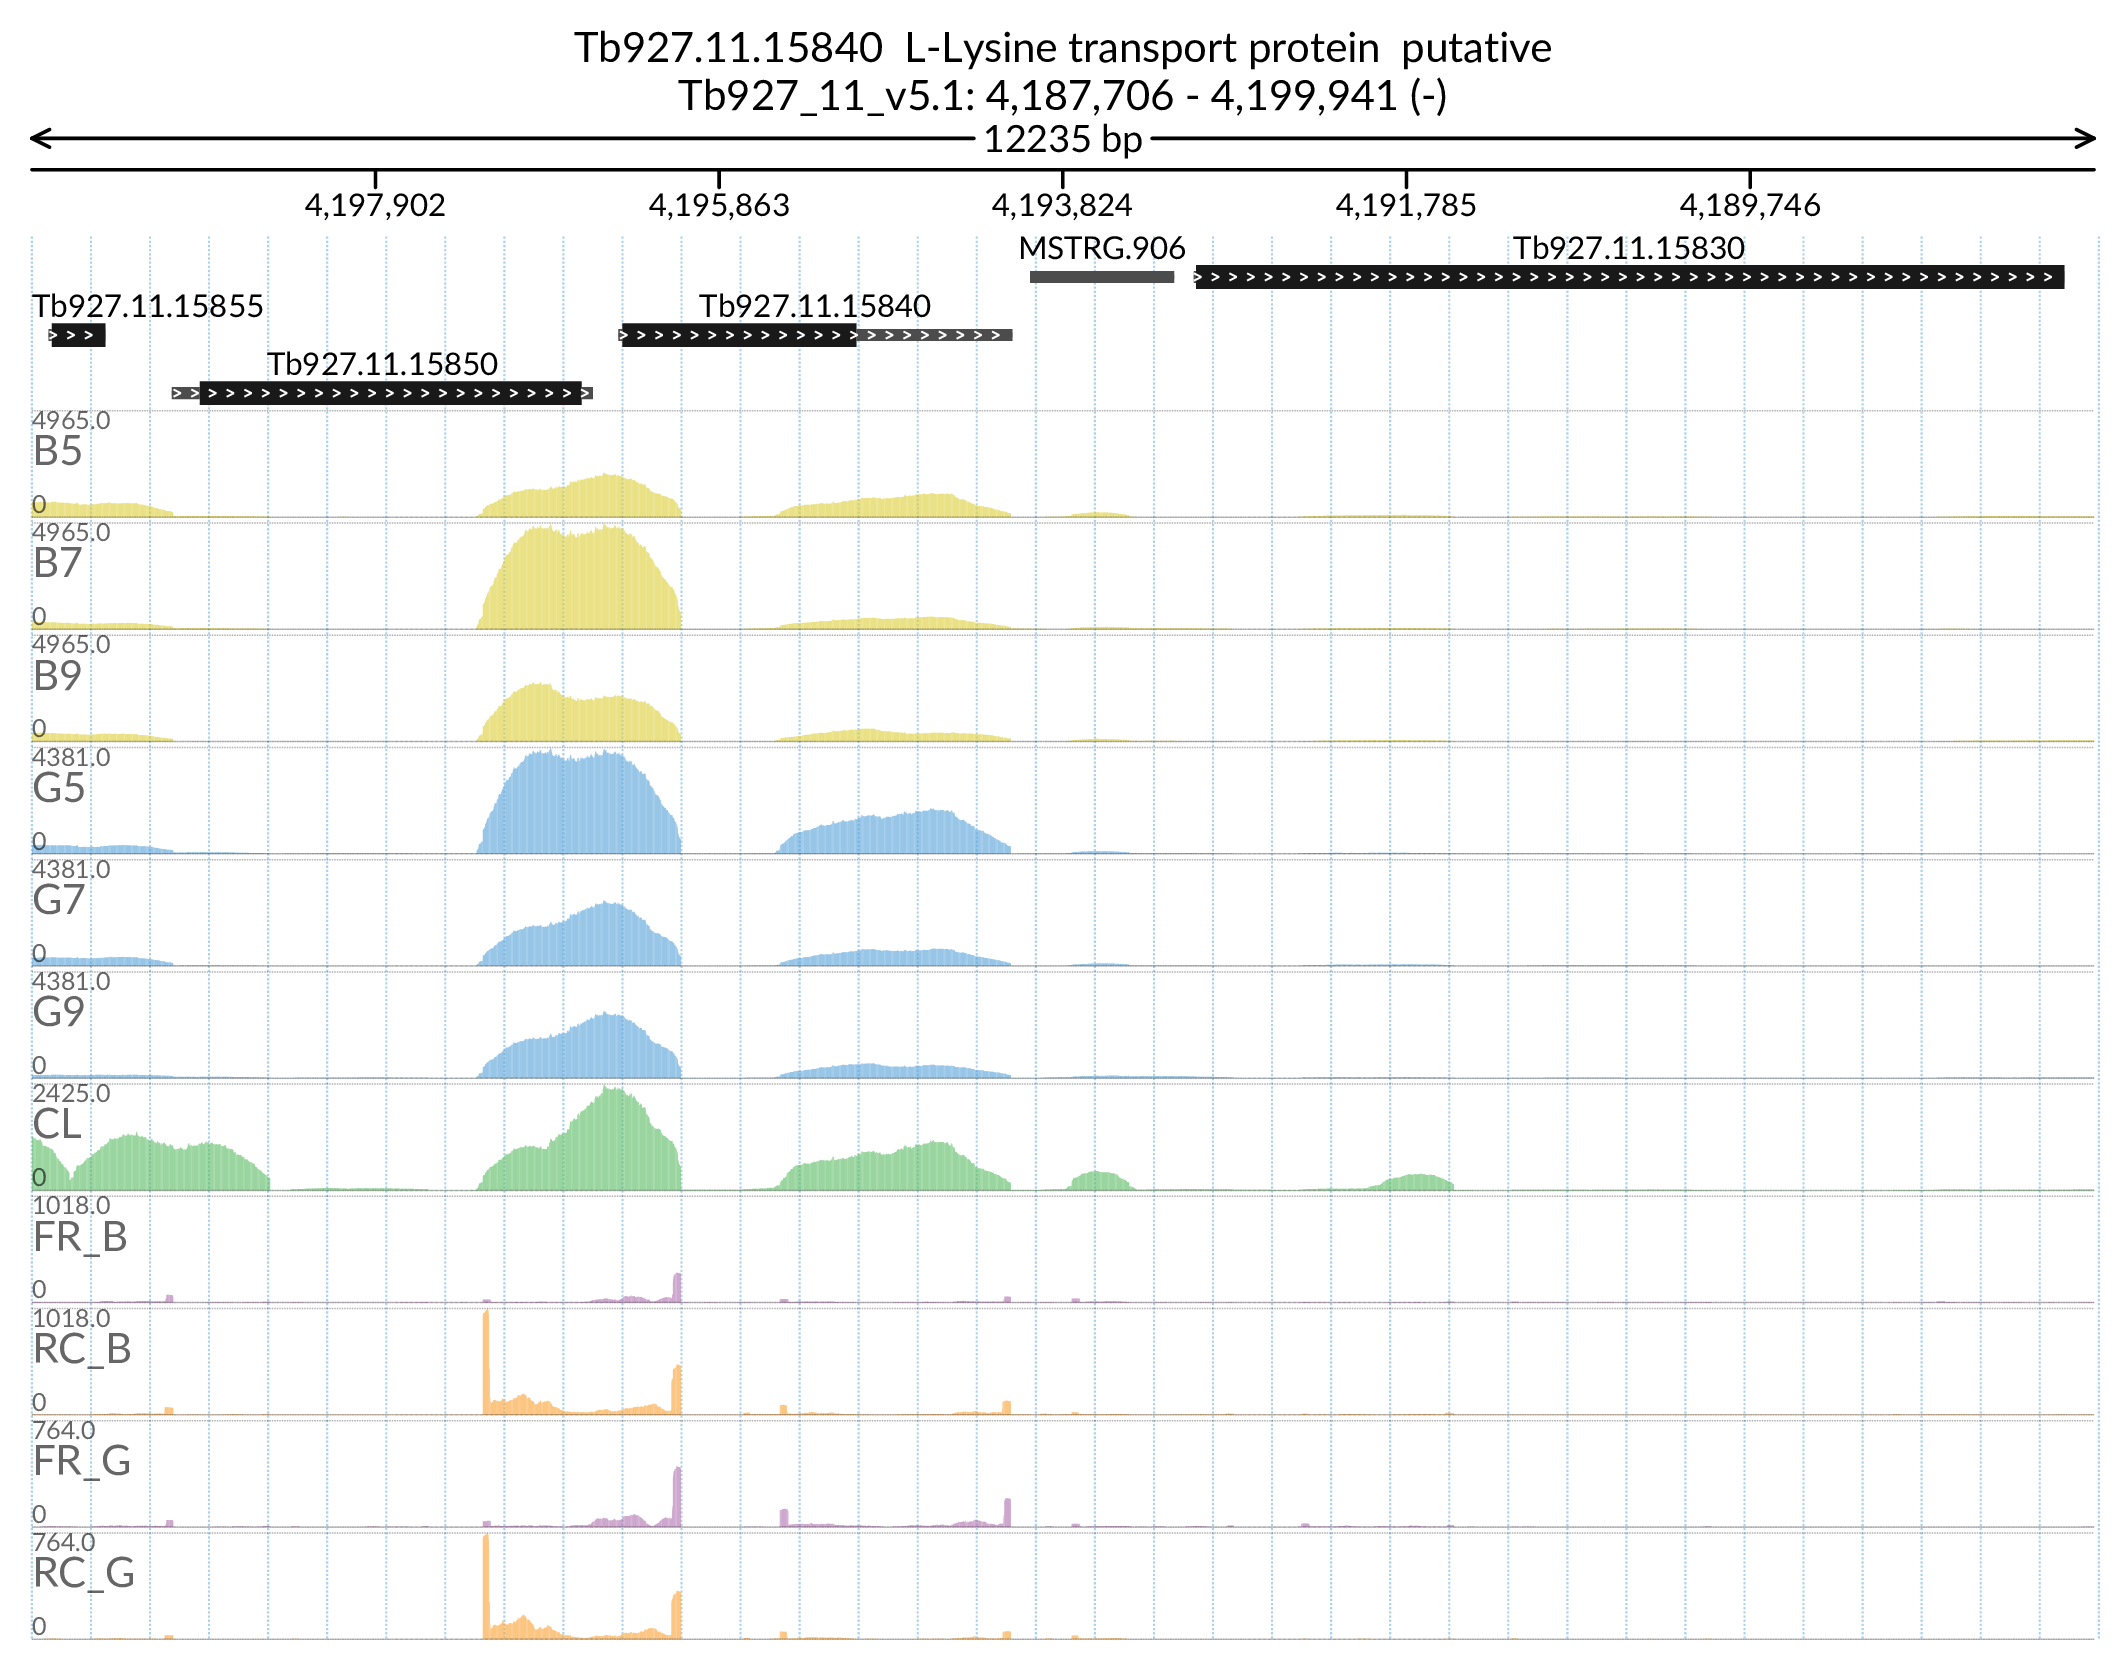 Tb927.11.15840  L-Lysine transport protein  putative
Tb927_11_v5.1: 4,187,706 - 4,199,941 (-)
12235 bp
4,197,902 4,195,863 4,193,824 4,191,785 4,189,746
MSTRG.906 Tb927.11.15830
Tb927.11.15855 Tb927.11.15840
Tb927.11.15850
4965.0
B5
0
4965.0
B7
0
4965.0
B9
0
4381.0
G5
0
4381.0
G7
0
4381.0
G9
0
2425.0
CL
0
1018.0
FR_B
0
1018.0
RC_B
0
764.0
FR_G
0
764.0
RC_G
0